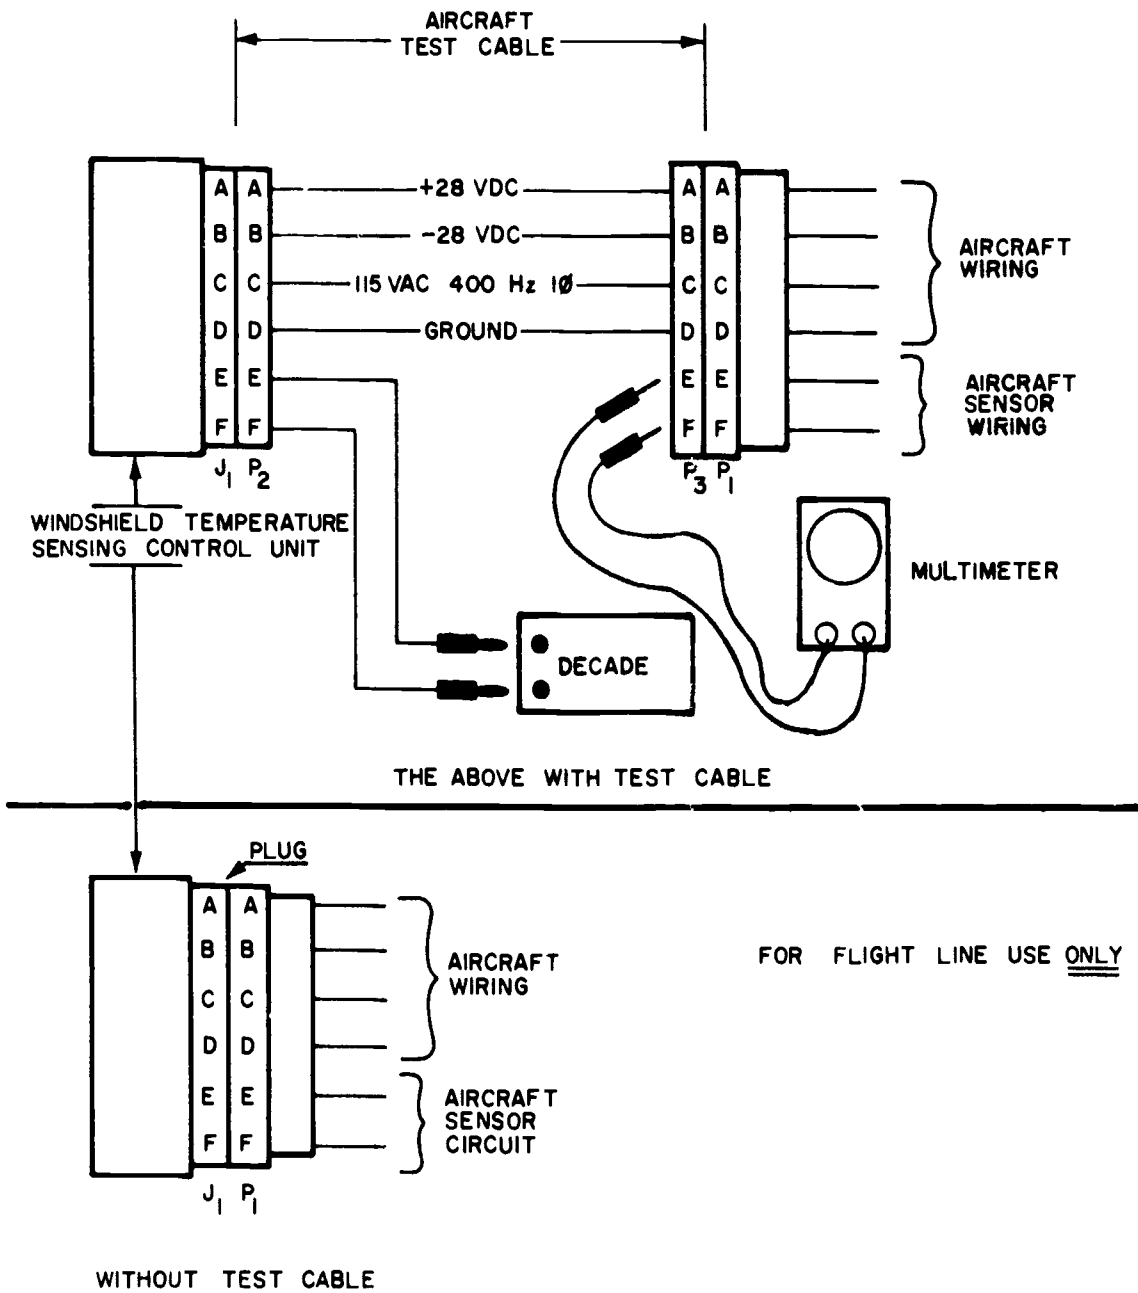 AIRCRAFT
TEST CABLE
A A +28 VDC A A
B B -28 VDC B B
C C 115 VAC 400 Hz 1Ø C C
D D GROUND D D
E E E E
F F F F
J1 P2 P3 P1
AIRCRAFT
WIRING
AIRCRAFT
SENSOR
WIRING
WINDSHIELD TEMPERATURE
SENSING CONTROL UNIT
MULTIMETER
DECADE
THE ABOVE WITH TEST CABLE
PLUG
A A
B B
C C
D D
E E
F F
J1 P1
AIRCRAFT
WIRING
AIRCRAFT
SENSOR
CIRCUIT
FOR FLIGHT LINE USE ONLY
WITHOUT TEST CABLE